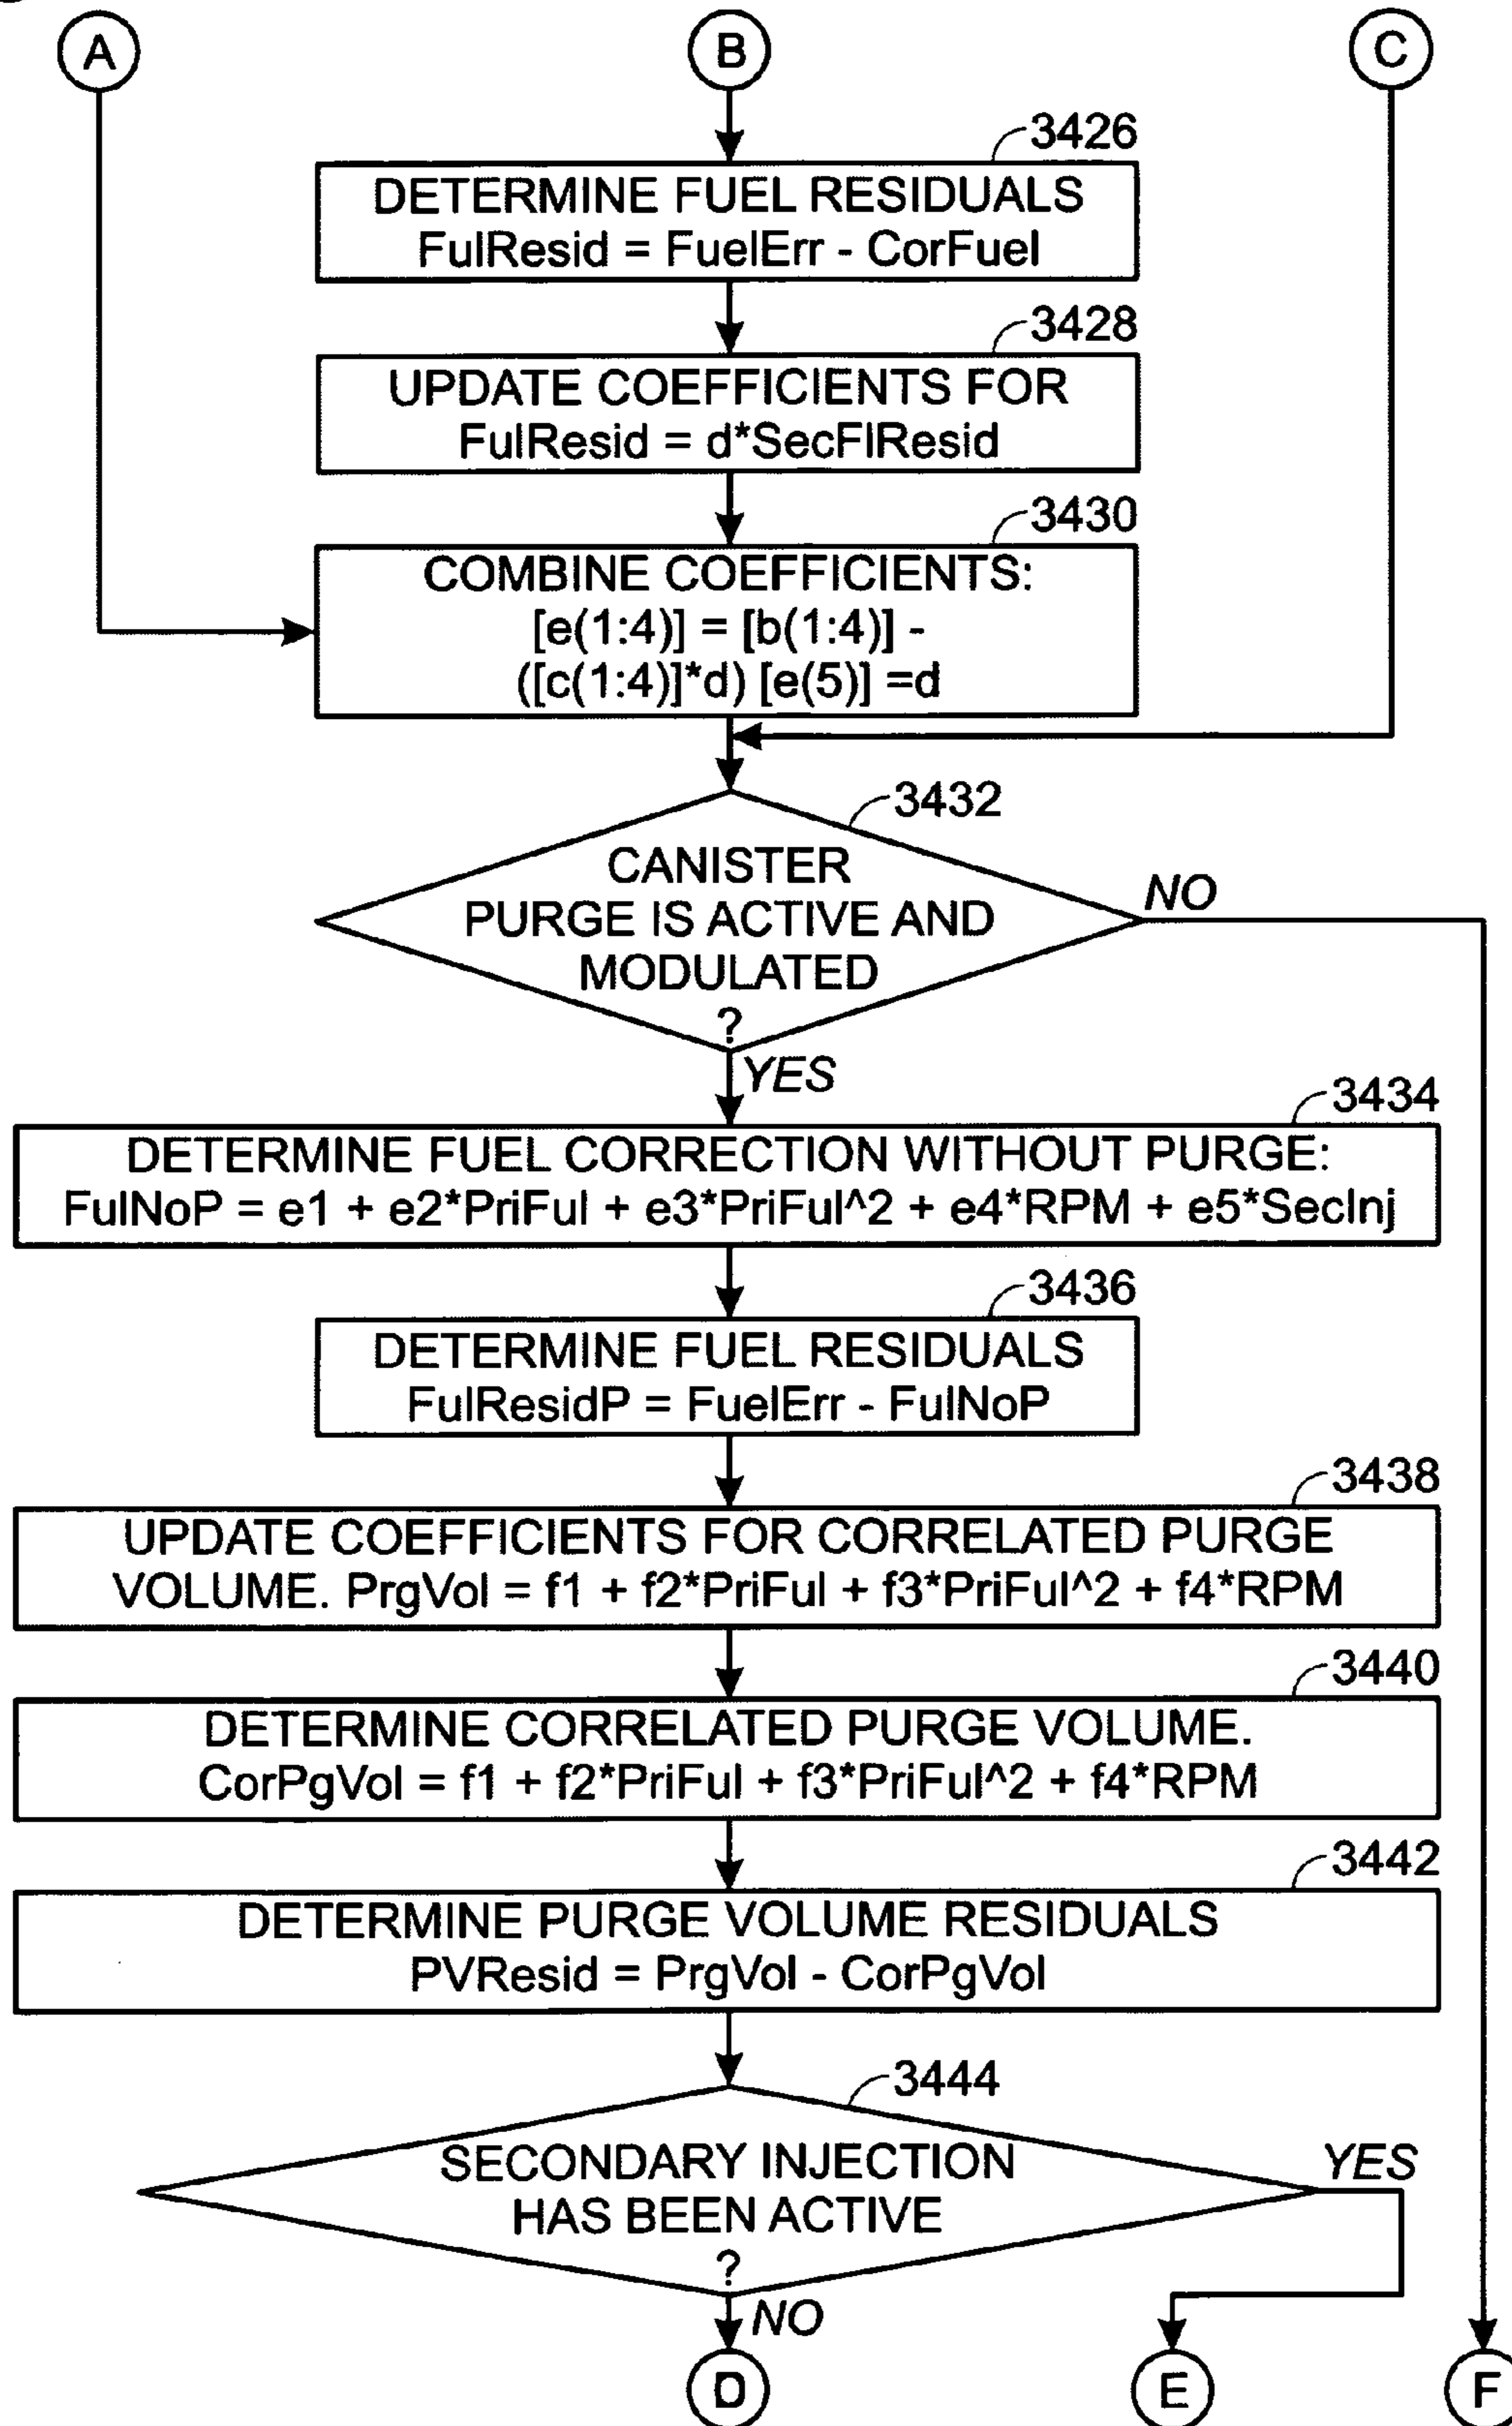 A
B
C
3426
DETERMINE FUEL RESIDUALS
FulResid = FuelErr - CorFuel
3428
UPDATE COEFFICIENTS FOR
FulResid = d*SecFlResid
3430
COMBINE COEFFICIENTS:
[e(1:4)] = [b(1:4)] -
([c(1:4)]*d) [e(5)] =d
3432
CANISTER
PURGE IS ACTIVE AND
MODULATED
?
NO
YES
3434
DETERMINE FUEL CORRECTION WITHOUT PURGE:
FulNoP = e1 + e2*PriFul + e3*PriFul^2 + e4*RPM + e5*SecInj
3436
DETERMINE FUEL RESIDUALS
FulResidP = FuelErr - FulNoP
3438
UPDATE COEFFICIENTS FOR CORRELATED PURGE
VOLUME. PrgVol = f1 + f2*PriFul + f3*PriFul^2 + f4*RPM
3440
DETERMINE CORRELATED PURGE VOLUME.
CorPgVol = f1 + f2*PriFul + f3*PriFul^2 + f4*RPM
3442
DETERMINE PURGE VOLUME RESIDUALS
PVResid = PrgVol - CorPgVol
3444
SECONDARY INJECTION
HAS BEEN ACTIVE
?
YES
NO
D
E
F